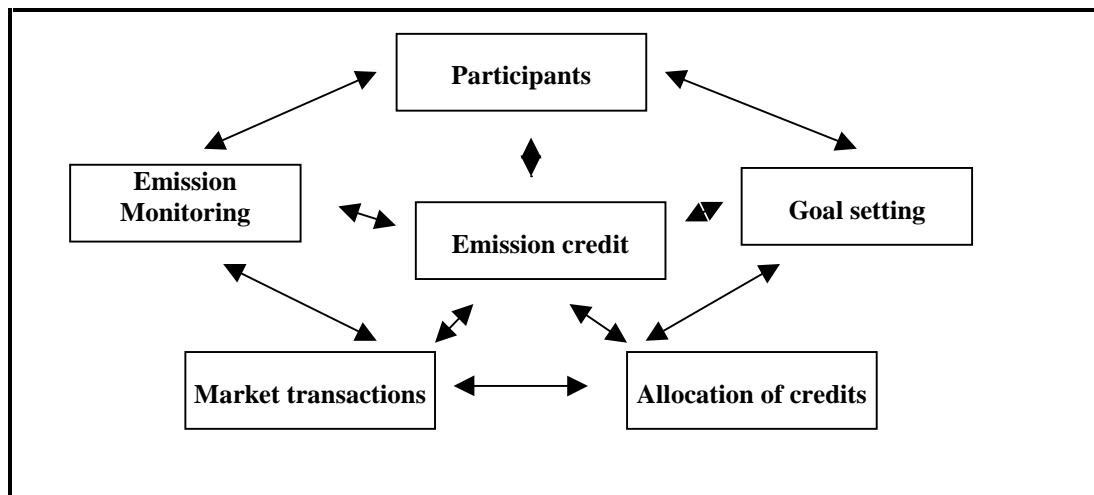 Participants
Emission
Monitoring
Goal setting
Emission credit
Market transactions
Allocation of credits